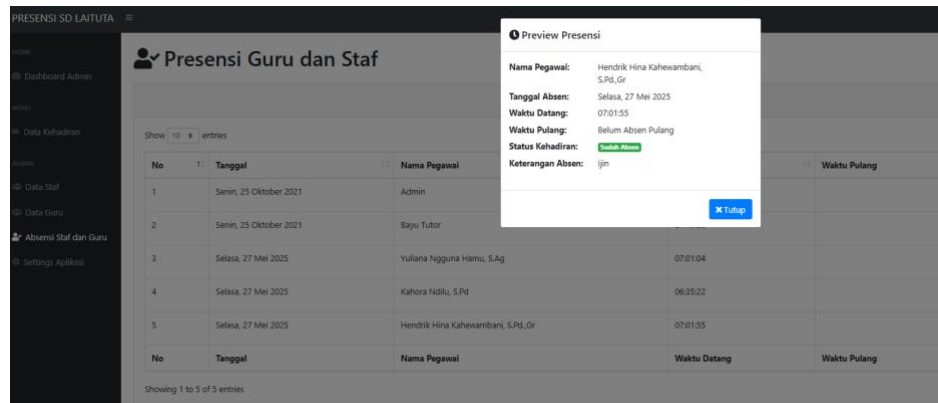 PRESENSI SD LAITUTA
HOME
Dashboard Admin
MENU
Data Kehadiran
Data Staf
Data Guru
Absensi Staf dan Guru
Settings Aplikasi
Presensi Guru dan Staf
Show 10 entries
No Tanggal Nama Pegawai Waktu Pulang
1 Senin, 25 Oktober 2021 Admin
2 Senin, 25 Oktober 2021 Bayu Tutor
3 Selasa, 27 Mei 2025 Yuliana Ngguna Hamu, S.Ag 07:01:04
4 Selasa, 27 Mei 2025 Kahora Ndilu, S.Pd 06:35:22
5 Selasa, 27 Mei 2025 Hendrik Hina Kahewambani, S.Pd.,Gr 07:01:55
No Tanggal Nama Pegawai Waktu Datang Waktu Pulang
Showing 1 to 5 of 5 entries
Preview Presensi
Nama Pegawai: Hendrik Hina Kahewambani,
S.Pd.,Gr
Tanggal Absen: Selasa, 27 Mei 2025
Waktu Datang: 07:01:55
Waktu Pulang: Belum Absen Pulang
Status Kehadiran: Sudah Absen
Keterangan Absen: Ijin
Tutup